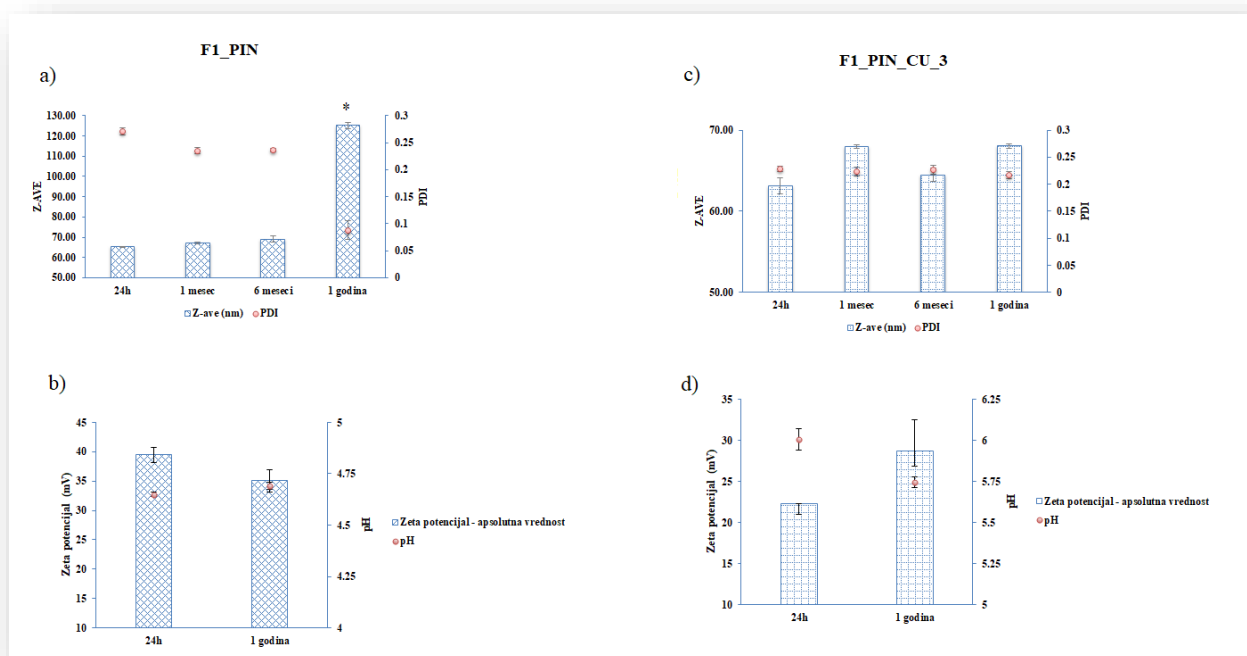 F1_PIN
a)
*
130.00
120.00
110.00
100.00
90.00
80.00
70.00
60.00
50.00
Z-AVE
0.3
0.25
0.2
0.15
0.1
0.05
0
PDI
24h 1 mesec 6 meseci 1 godina
Z-ave (nm) PDI
b)
45
40
35
30
25
20
15
10
Zeta potencijal (mV)
5
4.75
4.5
4.25
4
pH
24h 1 godina
Zeta potencijal - apsolutna vrednost
pH
F1_PIN_CU_3
c)
70.00
60.00
50.00
Z-AVE
0.3
0.25
0.2
0.15
0.1
0.05
0
PDI
24h 1 mesec 6 meseci 1 godina
Z-ave (nm) PDI
d)
35
30
25
20
15
10
Zeta potencijal (mV)
6.25
6
5.75
5.5
5.25
5
pH
24h 1 godina
Zeta potencijal - apsolutna vrednost
pH